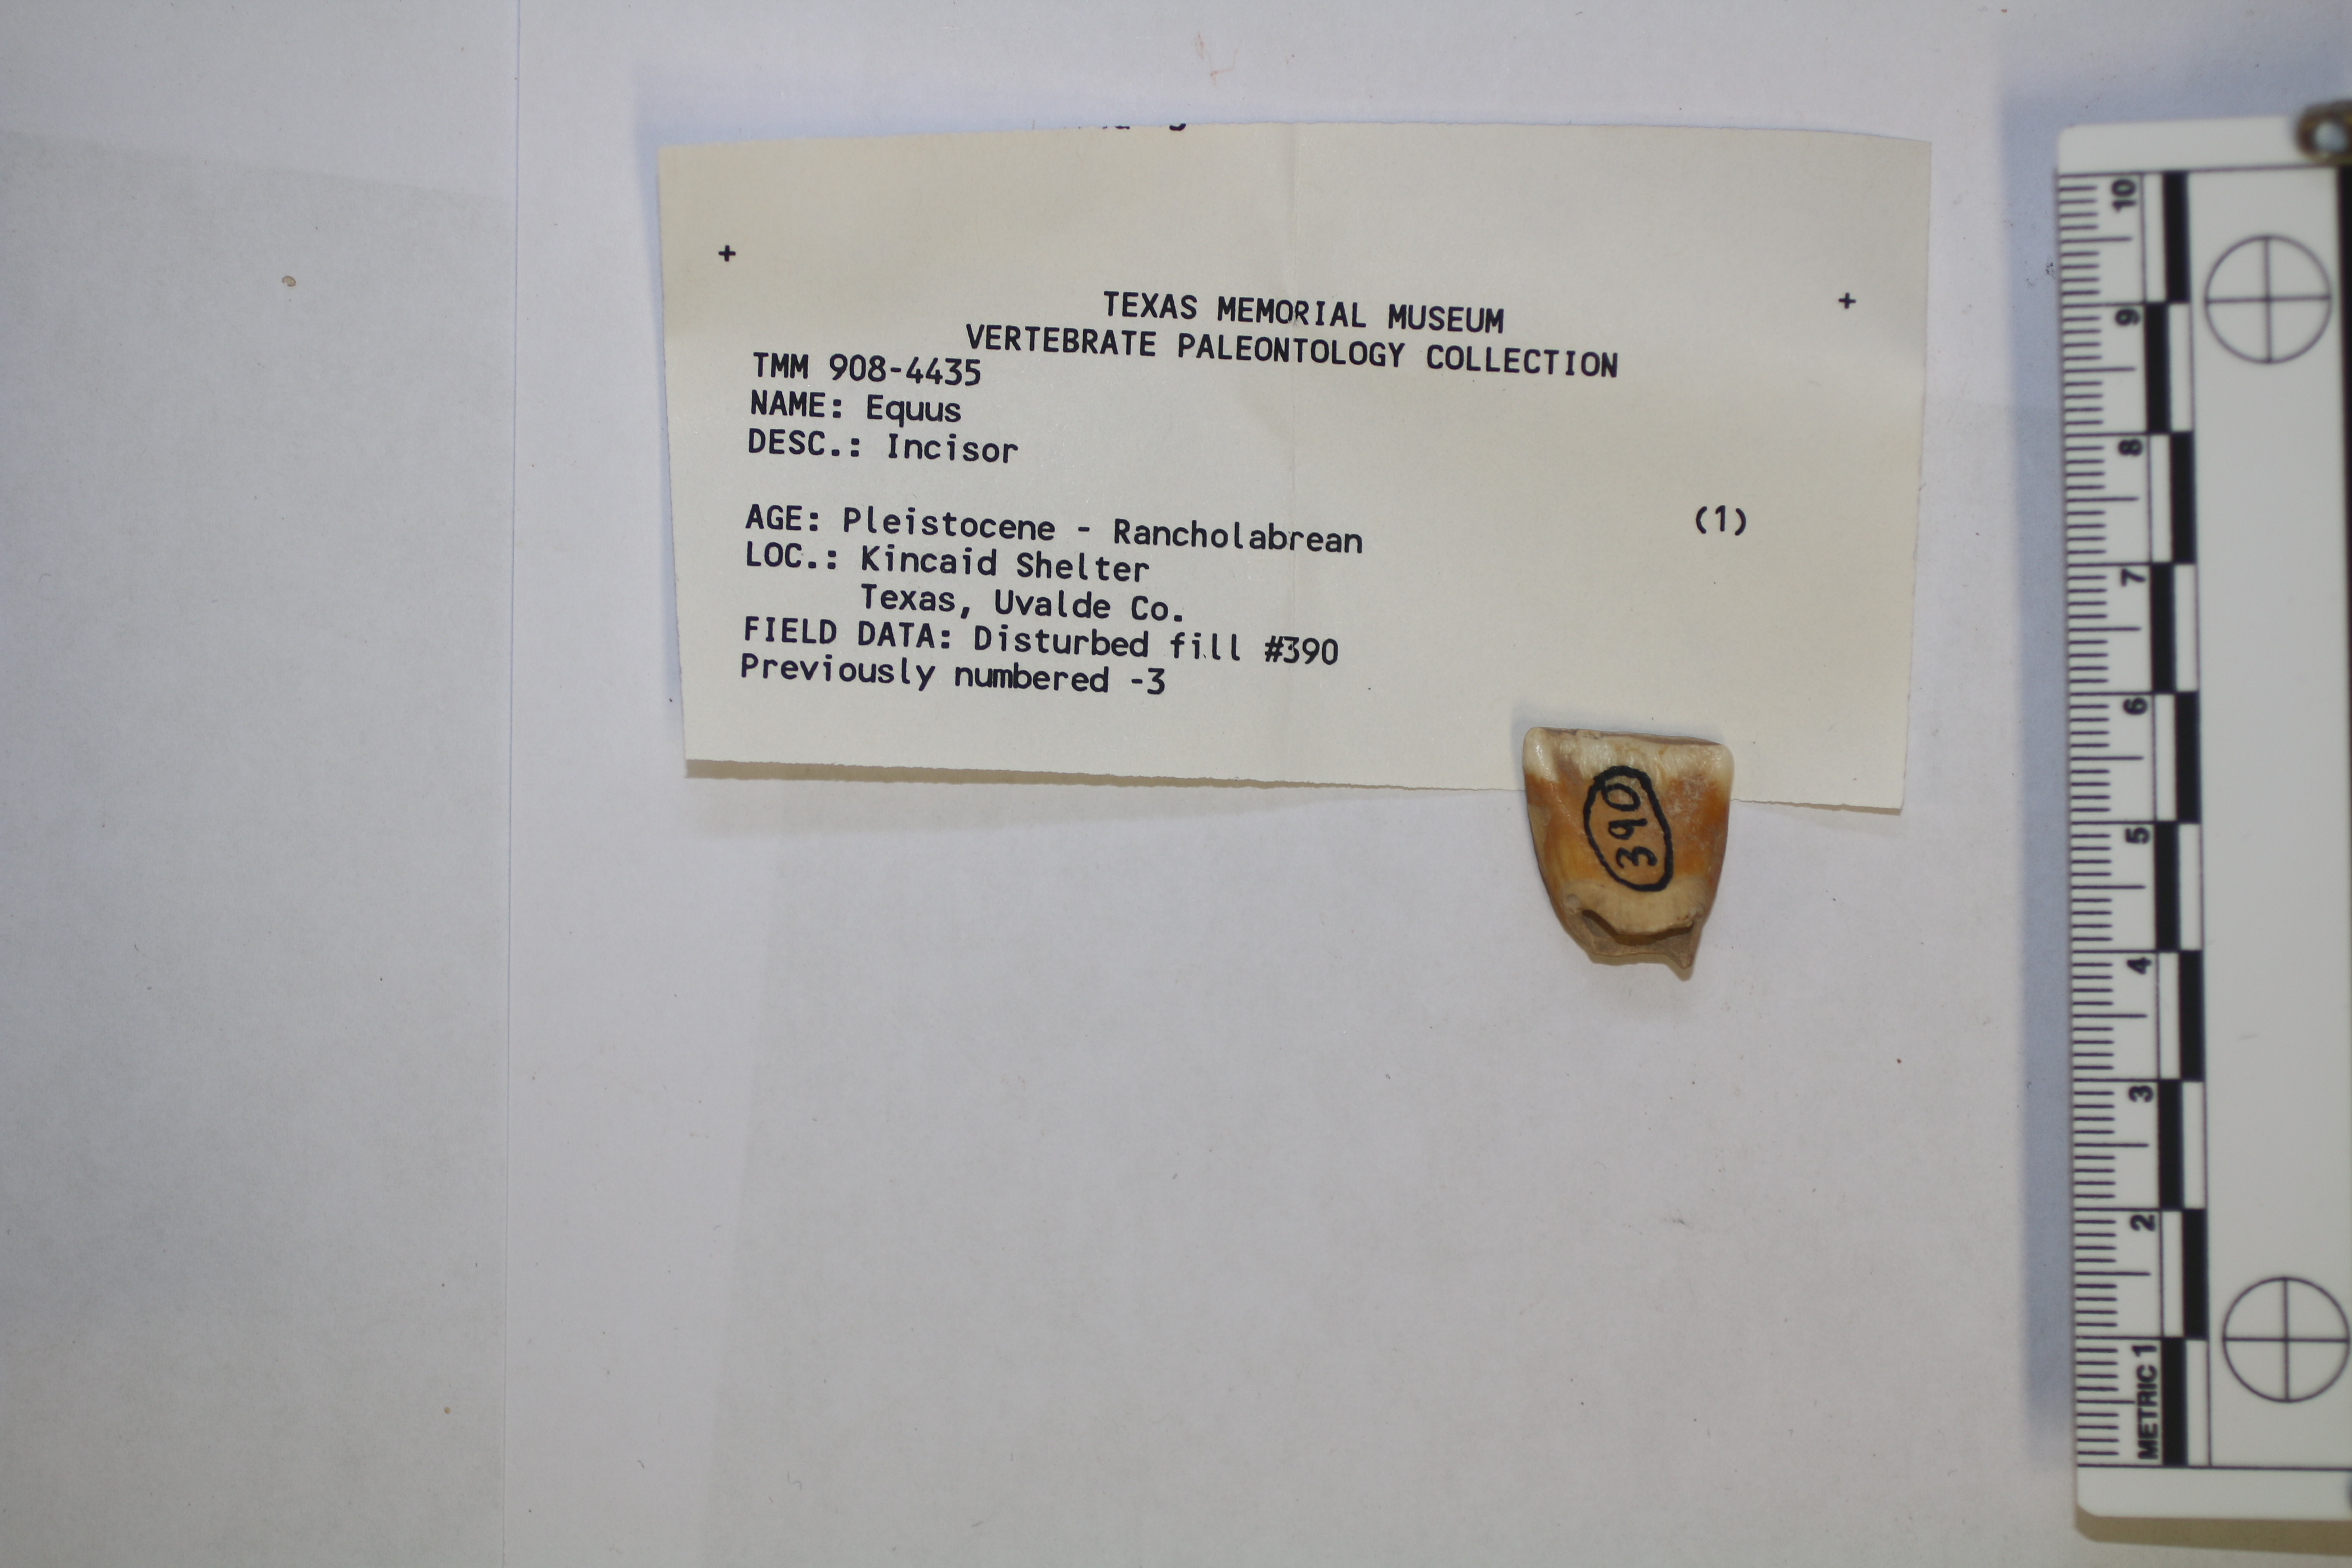 +
+
TEXAS MEMORIAL MUSEUM
VERTEBRATE PALEONTOLOGY COLLECTION
TMM 908-4435
NAME: Equus
DESC.: Incisor
AGE: Pleistocene - Rancholabrean (1)
LOC.: Kincaid Shelter
Texas, Uvalde Co.
FIELD DATA: Disturbed fill #390
Previously numbered -3
390
10
9
8
7
6
5
4
3
2
METRIC 1